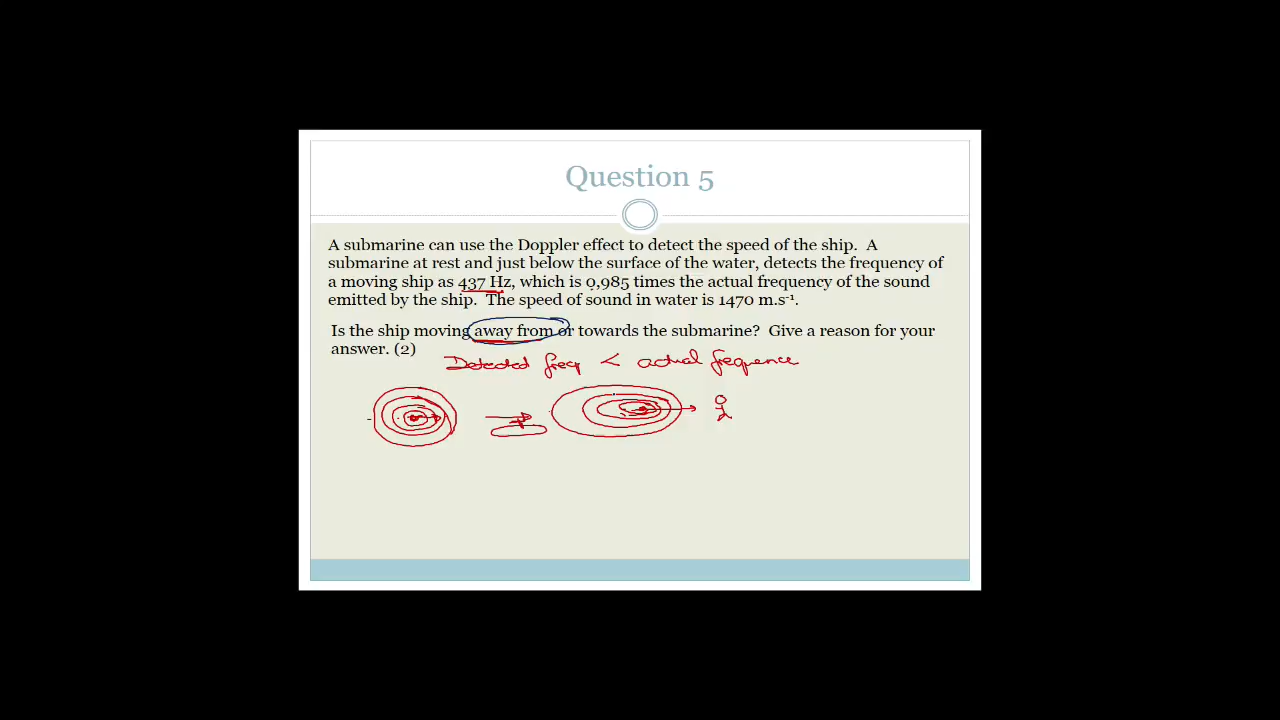 Question 5
A submarine can use the Doppler effect to detect the speed of the ship. A
submarine at rest and just below the surface of the water, detects the frequency of
a moving ship as 437 Hz, which is 0,985 times the actual frequency of the sound
emitted by the ship. The speed of sound in water is 1470 m.s-1.
Is the ship moving away from or towards the submarine? Give a reason for your
answer. (2)
Detected freq < actual frequence